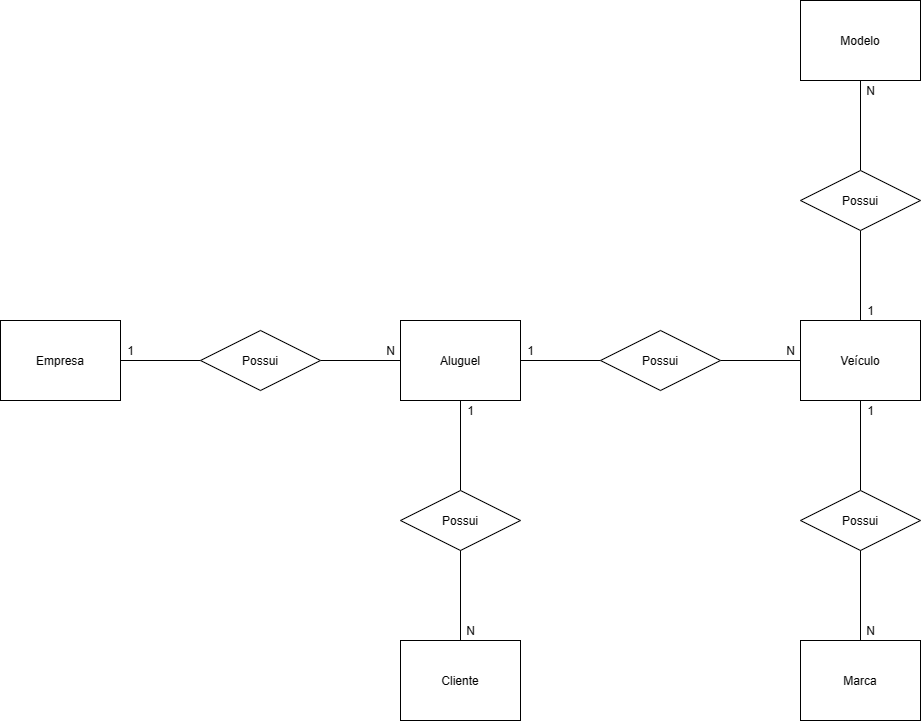 Modelo
N
Possui
1
Empresa
1
Possui
N
Aluguel
1
Possui
N
Veículo
1
1
Possui
Possui
N
N
Cliente
Marca